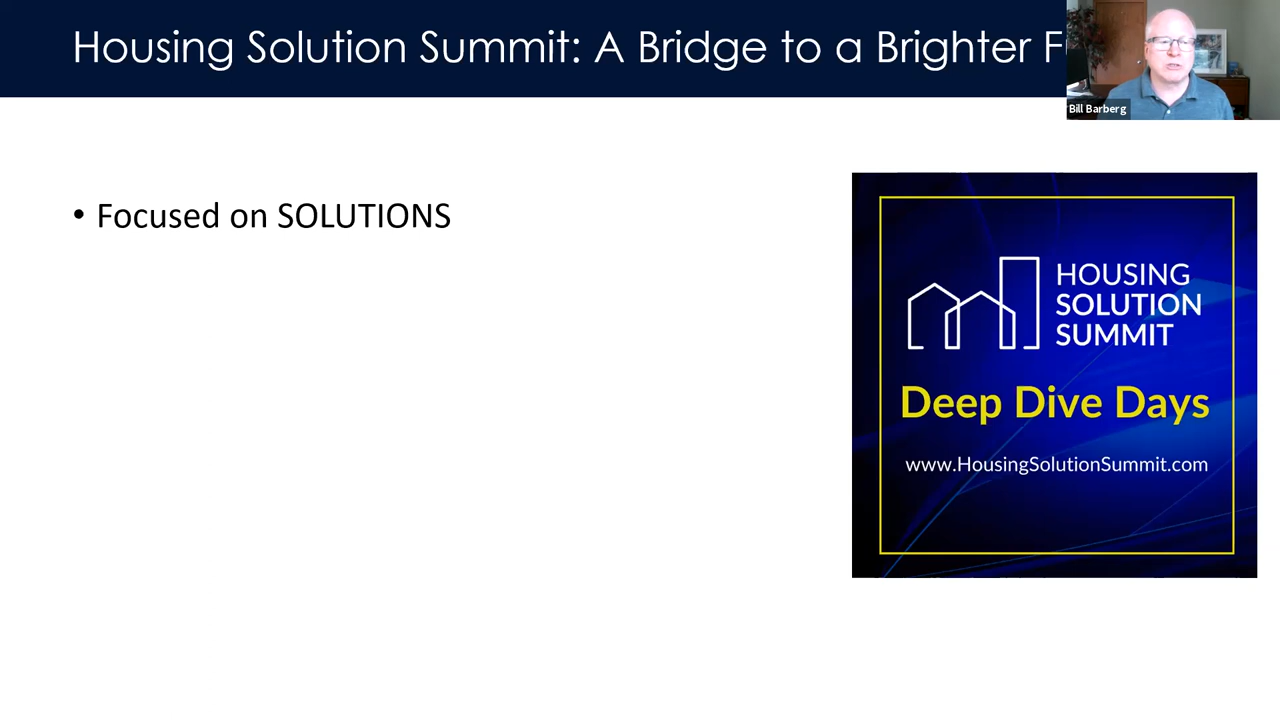 Housing Solution Summit: A Bridge to a Brighter
Bill Barberg
• Focused on SOLUTIONS
HOUSING
SOLUTION
SUMMIT
Deep Dive Days
www.HousingSolutionSummit.com